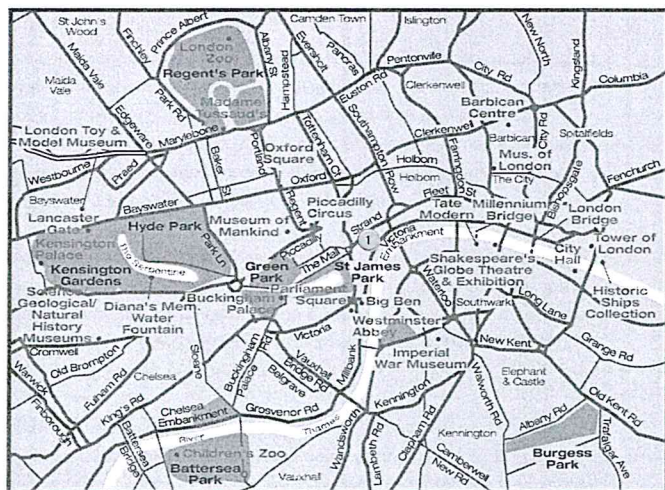 St John's
Wood
Finchley
Prince Albert
London
Zoo
Regent's Park
Albany St
Hampstead
Camden Town
Eversholt
Pancras
Islington
Pentonville
New North
Kingsland
Columbia
City Rd
Maida Vale
Maida
Vale
Park Rd
Madame
Tussaud's
Euston Rd
Clerkenwell
Barbican
Centre
City Rd
Edgeware
Marylebone
London Toy &
Model Museum
Oxford
Square
Tottenham Ct
Southampton
Row
Clerkenwell
Barbican
Spitalfields
Westbourne
Praed
Baker
St
Portland
Oxford
Holborn
Holborn
Farringdon
Mus. of
London
The City
Bishopsgate
Fenchurch
Bayswater
Bayswater
Lancaster
Gate
Hyde Park
Park Ln
Museum of
Mankind
Regent
Piccadilly
Circus
Piccadilly
Strand
Fleet St
Tate
Modern
Millennium
Bridge
London
Bridge
Kensington
Palace
Kensington
Gardens
The Serpentine
Green
Park
The Mall
1
St James
Park
Victoria
Embankment
Shakespeare's
Globe Theatre
& Exhibition
City
Hall
Tower of
London
Geological/
Natural
History
Museums
Diana's Mem.
Water
Fountain
Buckingham
Palace
Parliament
Square
Big Ben
Waterloo
Southwark
Long Lane
Historic
Ships
Collection
Westminster
Abbey
Cromwell
Old Brompton
Chelsea
Sloane
Victoria
Imperial
War Museum
New Kent
Grange Rd
Warwick
Finborough
Fulham Rd
King's Rd
Buckingham
Palace Rd
Belgrave
Vauxhall
Bridge Rd
Millbank
Kennington
Walworth Rd
Elephant
& Castle
Old Kent Rd
Chelsea
Embankment
Grosvenor Rd
River
Thames
Battersea
Bridge
Children's Zoo
Battersea
Park
Vauxhall
Wandsworth
Lambeth Rd
Clapham Rd
Kennington
Camberwell
New Rd
Albany Rd
Burgess
Park
Trafalgar Ave